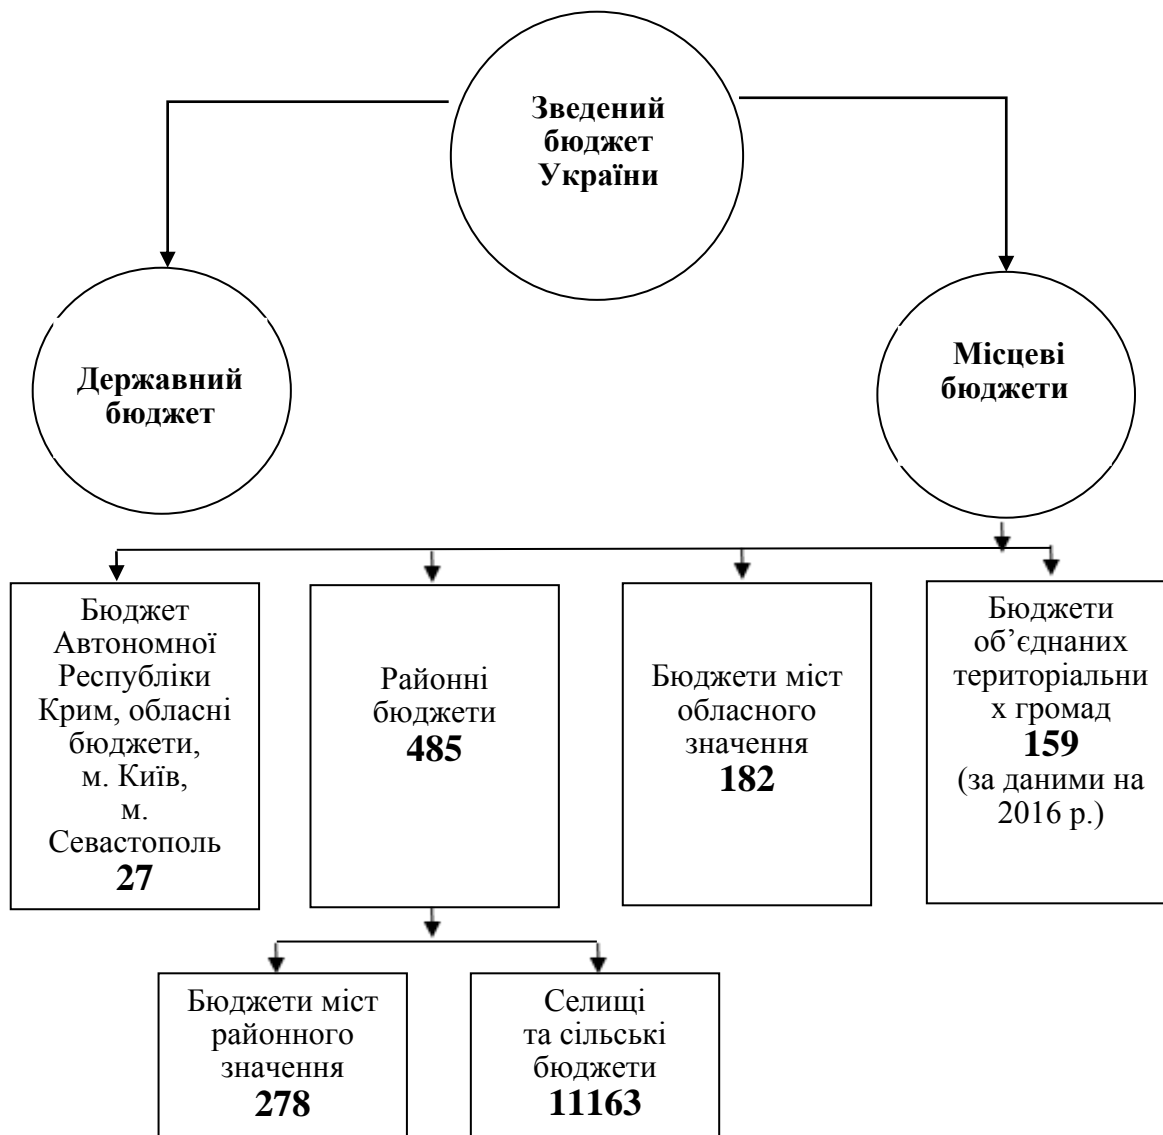 Зведений
бюджет
України
Державний
бюджет
Місцеві
бюджети
Бюджет
Автономної
Республіки
Крим, обласні
бюджети,
м. Київ,
м.
Севастополь
27
Районні
бюджети
485
Бюджети міст
обласного
значення
182
Бюджети
об’єднаних
територіальни
х громад
159
(за даними на
2016 р.)
Бюджети міст
районного
значення
278
Селищі
та сільські
бюджети
11163